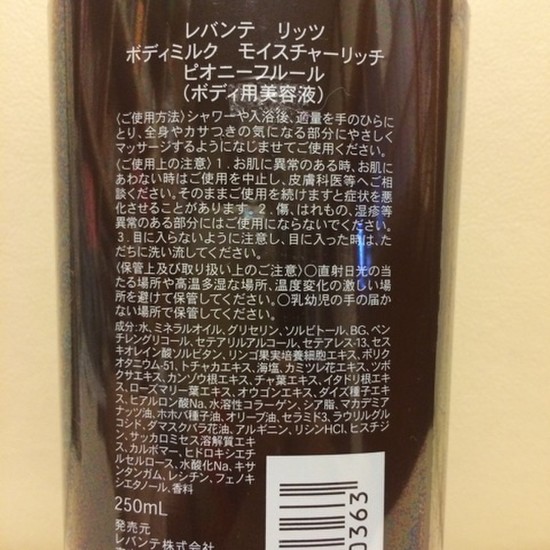 レバンテ　リッツ
ボディミルク　モイスチャーリッチ
ピオニーフルール
（ボディ用美容液）
〈ご使用方法〉シャワーや入浴後、適量を手のひらに
とり、全身やカサつきの気になる部分にやさしく
マッサージするようになじませてご使用ください。
〈ご使用上の注意〉1．お肌に異常のある時、お肌に
あわない時はご使用を中止し、皮膚科医等へご相
談ください。そのままご使用を続けますと症状を悪
化させることがあります。2．傷、はれもの、湿疹等
異常のある部分にはご使用にならないでください。
3．目に入らないように注意し、目に入った時は、た
だちに洗い流してください。
〈保管上及び取り扱い上のご注意〉○直射日光の当
たる場所や高温多湿な場所、温度変化の激しい場
所を避けて保管してください。○乳幼児の手の届か
ない場所で保管してください。
成分：水、ミネラルオイル、グリセリン、ソルビトール、BG、ペン
チレングリコール、セテアリルアルコール、セテアレス-13、セス
キオレイン酸ソルビタン、リンゴ果実培養細胞エキス、ポリク
オタニウム-51、トチャカエキス、海塩、カミツレ花エキス、ツボ
クサエキス、カンゾウ根エキス、チャ葉エキス、イタドリ根エキ
ス、ローズマリー葉エキス、オウゴンエキス、ダイズ種子エキ
ス、ヒアルロン酸Na、水溶性コラーゲン、シア脂、マカデミア
ナッツ油、ホホバ種子油、オリーブ油、セラミド3、ラウリルグル
コシド、ダマスクバラ花油、アルギニン、リシンHCl、ヒスチジ
ン、サッカロミセス溶解質エキ
ス、カルボマー、ヒドロキシエチ
ルセルロース、水酸化Na、キサ
ンタンガム、レシチン、フェノキ
シエタノール、香料
250mL
発売元
レバンテ株式会社
0363